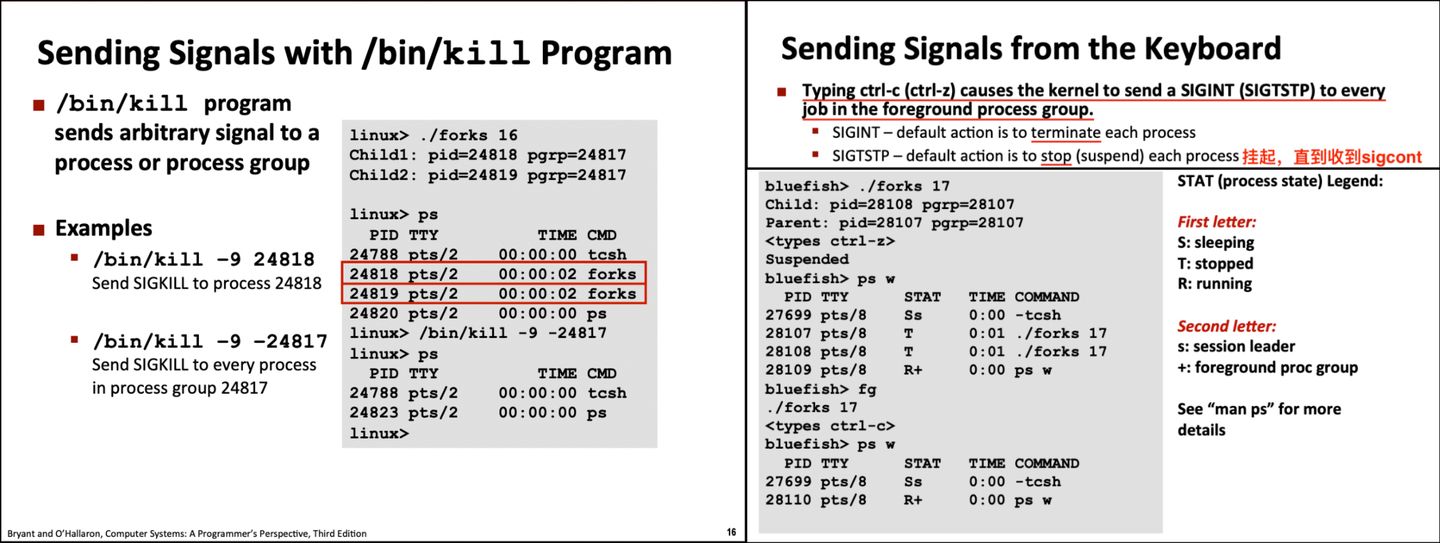 Sending Signals with /bin/kill Program
■ /bin/kill program
sends arbitrary signal to a
process or process group
■ Examples
▪ /bin/kill –9 24818
Send SIGKILL to process 24818
▪ /bin/kill –9 –24817
Send SIGKILL to every process
in process group 24817
linux> ./forks 16
Child1: pid=24818 pgrp=24817
Child2: pid=24819 pgrp=24817
linux> ps
PID TTY TIME CMD
24788 pts/2 00:00:00 tcsh
24818 pts/2 00:00:02 forks
24819 pts/2 00:00:02 forks
24820 pts/2 00:00:00 ps
linux> /bin/kill -9 -24817
linux> ps
PID TTY TIME CMD
24788 pts/2 00:00:00 tcsh
24823 pts/2 00:00:00 ps
linux>
Bryant and O'Hallaron, Computer Systems: A Programmer's Perspective, Third Edition
16
Sending Signals from the Keyboard
■ Typing ctrl-c (ctrl-z) causes the kernel to send a SIGINT (SIGTSTP) to every
job in the foreground process group.
▪ SIGINT – default action is to terminate each process
▪ SIGTSTP – default action is to stop (suspend) each process 挂起，直到收到sigcont
bluefish> ./forks 17
Child: pid=28108 pgrp=28107
Parent: pid=28107 pgrp=28107
<types ctrl-z>
Suspended
bluefish> ps w
PID TTY STAT TIME COMMAND
27699 pts/8 Ss 0:00 -tcsh
28107 pts/8 T 0:01 ./forks 17
28108 pts/8 T 0:01 ./forks 17
28109 pts/8 R+ 0:00 ps w
bluefish> fg
./forks 17
<types ctrl-c>
bluefish> ps w
PID TTY STAT TIME COMMAND
27699 pts/8 Ss 0:00 -tcsh
28110 pts/8 R+ 0:00 ps w
STAT (process state) Legend:
First letter:
S: sleeping
T: stopped
R: running
Second letter:
s: session leader
+: foreground proc group
See “man ps” for more
details